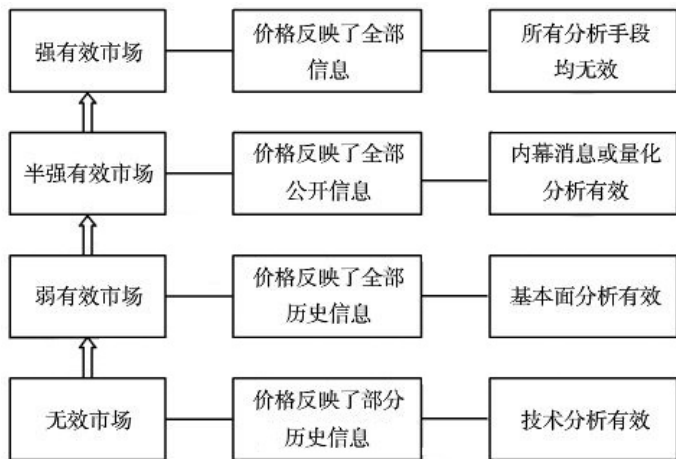 强有效市场
价格反映了全部
信息
所有分析手段
均无效
半强有效市场
价格反映了全部
公开信息
内幕消息或量化
分析有效
弱有效市场
价格反映了全部
历史信息
基本面分析有效
无效市场
价格反映了部分
历史信息
技术分析有效